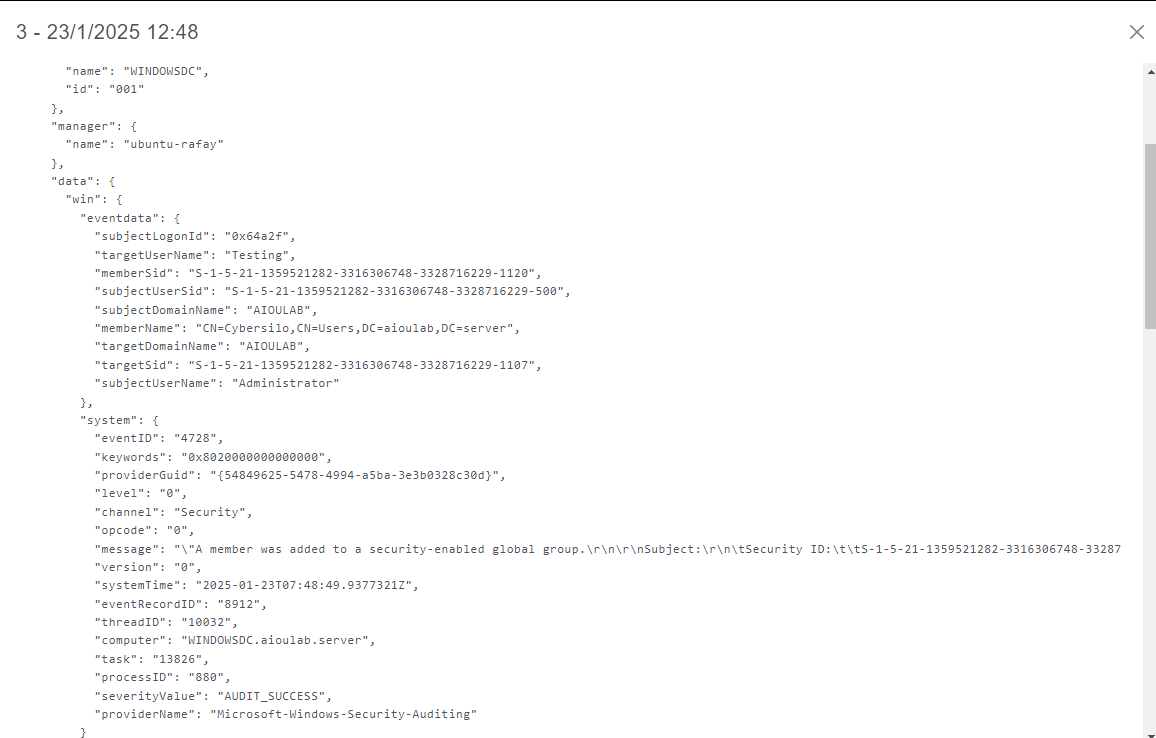 3 - 23/1/2025 12:48
"name": "WINDOWSDC",
"id": "001"
},
"manager": {
"name": "ubuntu-rafay"
},
"data": {
"win": {
"eventdata": {
"subjectLogonId": "0x64a2f",
"targetUserName": "Testing",
"memberSid": "S-1-5-21-1359521282-3316306748-3328716229-1120",
"subjectUserSid": "S-1-5-21-1359521282-3316306748-3328716229-500",
"subjectDomainName": "AIOULAB",
"memberName": "CN=Cybersilo,CN=Users,DC=aioulab,DC=server",
"targetDomainName": "AIOULAB",
"targetSid": "S-1-5-21-1359521282-3316306748-3328716229-1107",
"subjectUserName": "Administrator"
},
"system": {
"eventID": "4728",
"keywords": "0x8020000000000000",
"providerGuid": "{54849625-5478-4994-a5ba-3e3b0328c30d}",
"level": "0",
"channel": "Security",
"opcode": "0",
"message": "\"A member was added to a security-enabled global group.\r\n\r\nSubject:\r\n\tSecurity ID:\t\tS-1-5-21-1359521282-3316306748-33287
"version": "0",
"systemTime": "2025-01-23T07:48:49.9377321Z",
"eventRecordID": "8912",
"threadID": "10032",
"computer": "WINDOWSDC.aioulab.server",
"task": "13826",
"processID": "880",
"severityValue": "AUDIT_SUCCESS",
"providerName": "Microsoft-Windows-Security-Auditing"
}